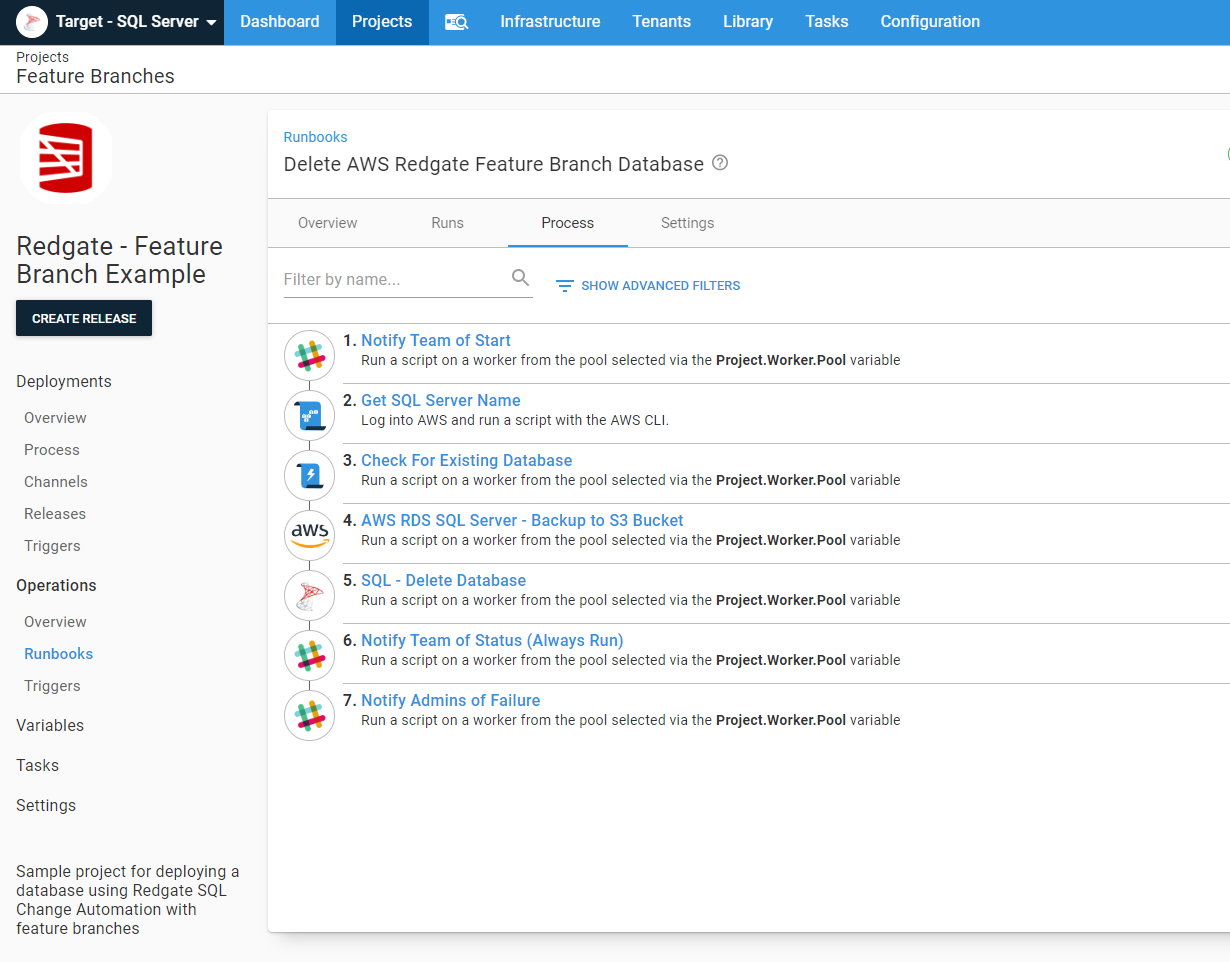 Target - SQL Server
Dashboard
Projects
Infrastructure
Tenants
Library
Tasks
Configuration
Projects
Feature Branches
Redgate - Feature
Branch Example
CREATE RELEASE
Deployments
Overview
Process
Channels
Releases
Triggers
Operations
Overview
Runbooks
Triggers
Variables
Tasks
Settings
Sample project for deploying a
database using Redgate SQL
Change Automation with
feature branches
Runbooks
Delete AWS Redgate Feature Branch Database ?
Overview
Runs
Process
Settings
Filter by name...
SHOW ADVANCED FILTERS
1. Notify Team of Start
Run a script on a worker from the pool selected via the Project.Worker.Pool variable
2. Get SQL Server Name
Log into AWS and run a script with the AWS CLI.
3. Check For Existing Database
Run a script on a worker from the pool selected via the Project.Worker.Pool variable
aws
4. AWS RDS SQL Server - Backup to S3 Bucket
Run a script on a worker from the pool selected via the Project.Worker.Pool variable
5. SQL - Delete Database
Run a script on a worker from the pool selected via the Project.Worker.Pool variable
6. Notify Team of Status (Always Run)
Run a script on a worker from the pool selected via the Project.Worker.Pool variable
7. Notify Admins of Failure
Run a script on a worker from the pool selected via the Project.Worker.Pool variable